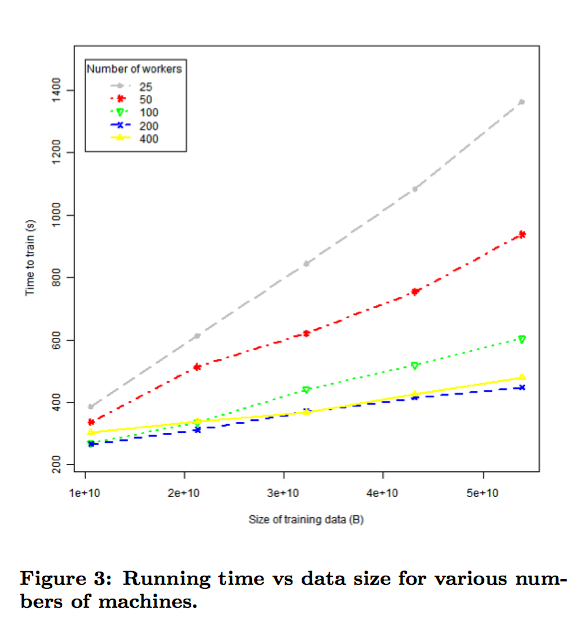 Number of workers
25
50
100
200
400
Time to train (s)
1400
1200
1000
800
600
400
200
1e+10 2e+10 3e+10 4e+10 5e+10
Size of training data (B)
Figure 3: Running time vs data size for various num-
bers of machines.